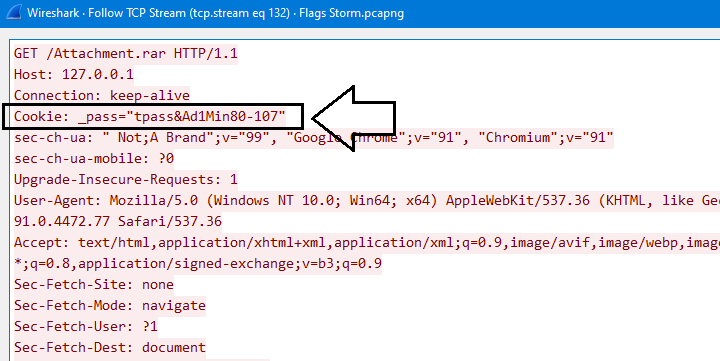 Wireshark · Follow TCP Stream (tcp.stream eq 132) · Flags Storm.pcapng
GET /Attachment.rar HTTP/1.1
Host: 127.0.0.1
Connection: keep-alive
Cookie: _pass="tpass&Ad1Min80-107"
sec-ch-ua: " Not;A Brand";v="99", "Google Chrome";v="91", "Chromium";v="91"
sec-ch-ua-mobile: ?0
Upgrade-Insecure-Requests: 1
User-Agent: Mozilla/5.0 (Windows NT 10.0; Win64; x64) AppleWebKit/537.36 (KHTML, like Gec
91.0.4472.77 Safari/537.36
Accept: text/html,application/xhtml+xml,application/xml;q=0.9,image/avif,image/webp,imag
*;q=0.8,application/signed-exchange;v=b3;q=0.9
Sec-Fetch-Site: none
Sec-Fetch-Mode: navigate
Sec-Fetch-User: ?1
Sec-Fetch-Dest: document